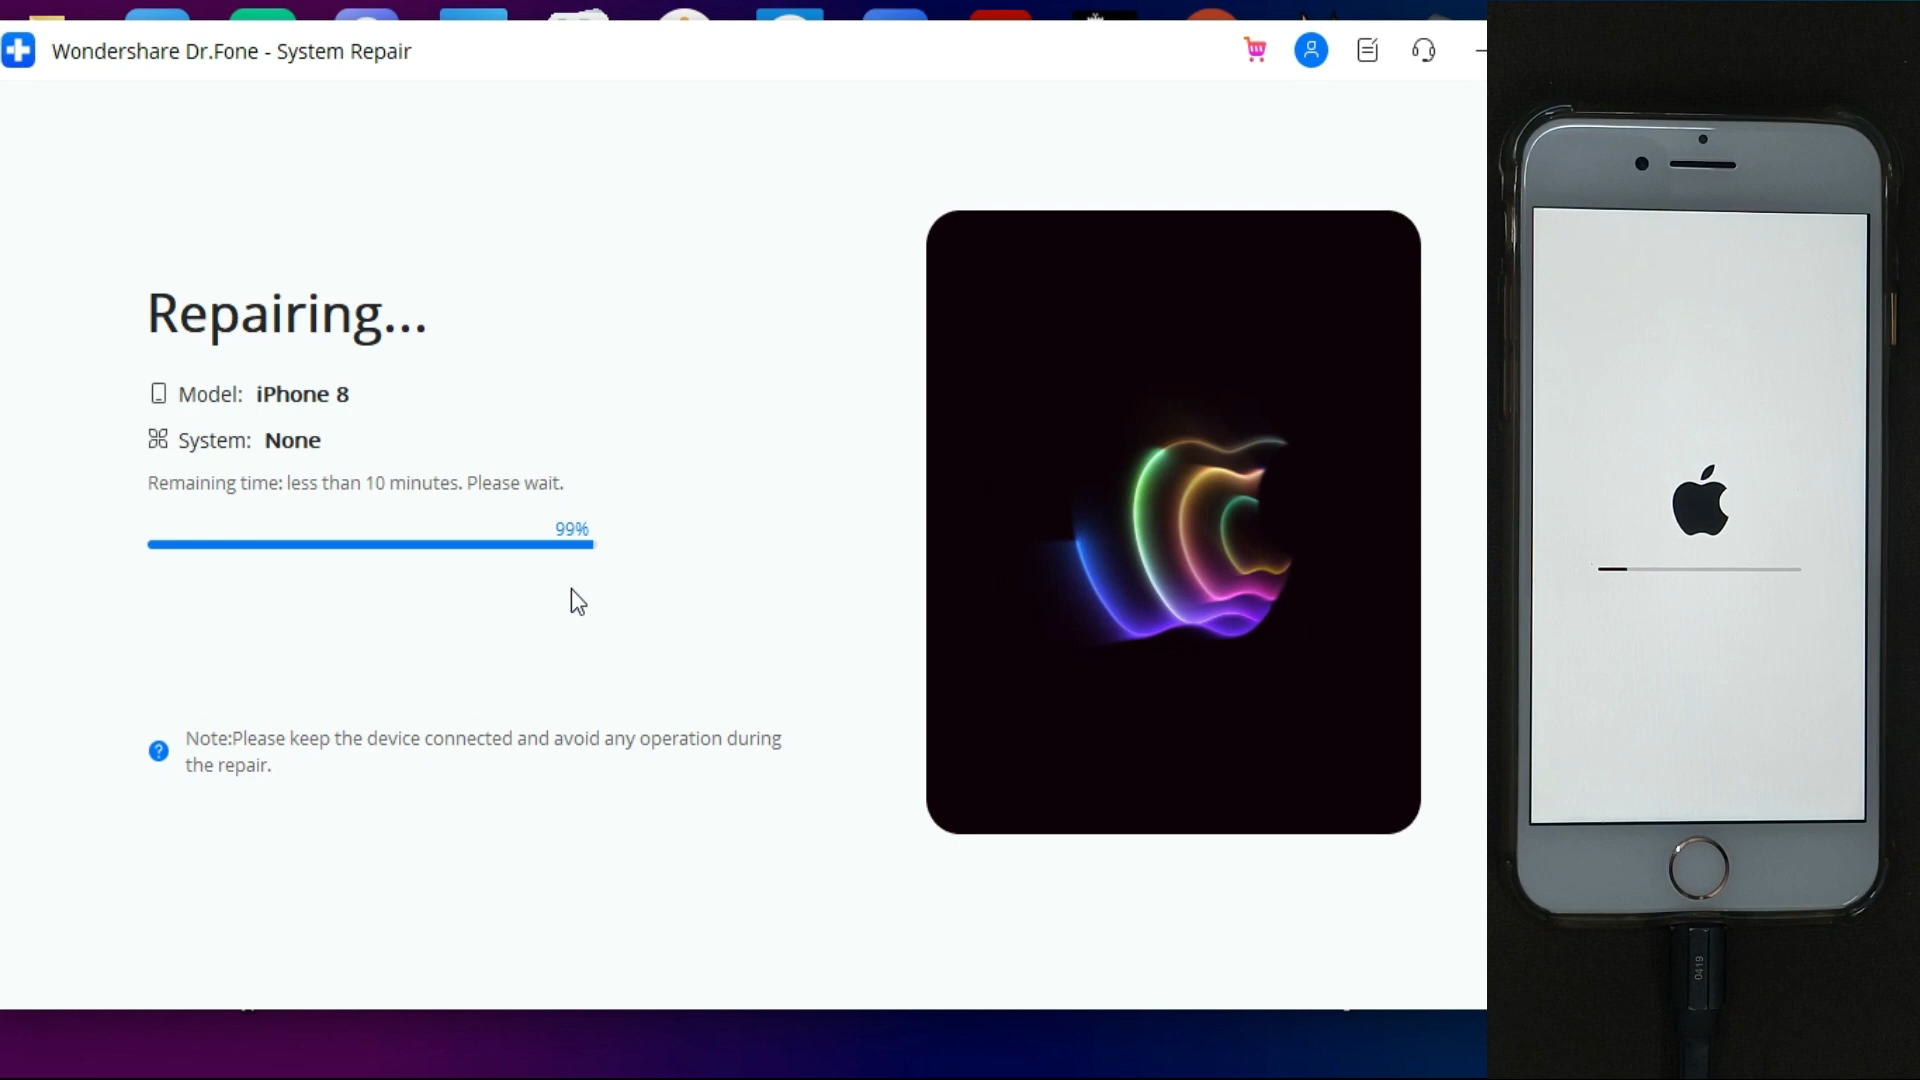 Wondershare Dr.Fone - System Repair
Repairing...
Model: iPhone 8
System: None
Remaining time: less than 10 minutes. Please wait.
99%
Note:Please keep the device connected and avoid any operation during
the repair.
0419